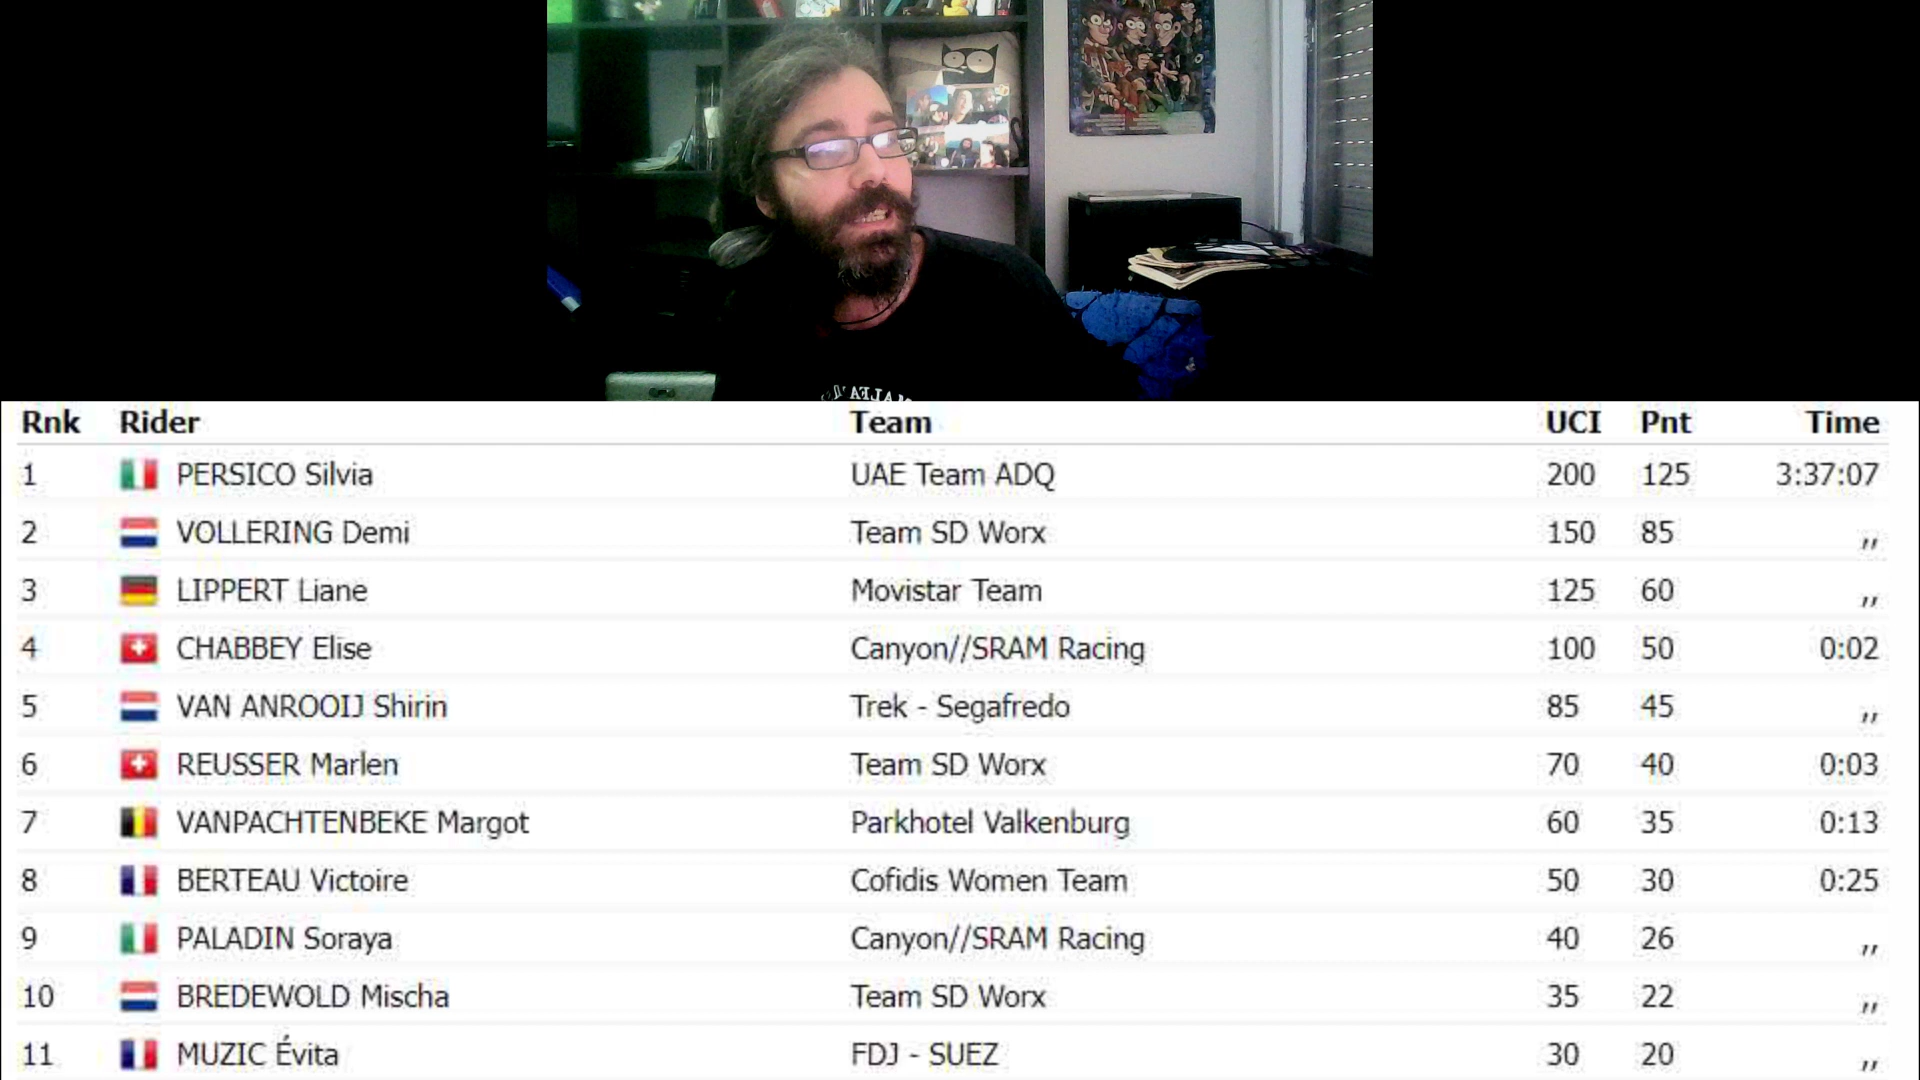 Rnk Rider Team UCI Pnt Time
1 PERSICO Silvia UAE Team ADQ 200 125 3:37:07
2 VOLLERING Demi Team SD Worx 150 85 ,,
3 LIPPERT Liane Movistar Team 125 60 ,,
4 CHABBEY Elise Canyon//SRAM Racing 100 50 0:02
5 VAN ANROOIJ Shirin Trek - Segafredo 85 45 ,,
6 REUSSER Marlen Team SD Worx 70 40 0:03
7 VANPACHTENBEKE Margot Parkhotel Valkenburg 60 35 0:13
8 BERTEAU Victoire Cofidis Women Team 50 30 0:25
9 PALADIN Soraya Canyon//SRAM Racing 40 26 ,,
10 BREDEWOLD Mischa Team SD Worx 35 22 ,,
11 MUZIC Évita FDJ - SUEZ 30 20 ,,